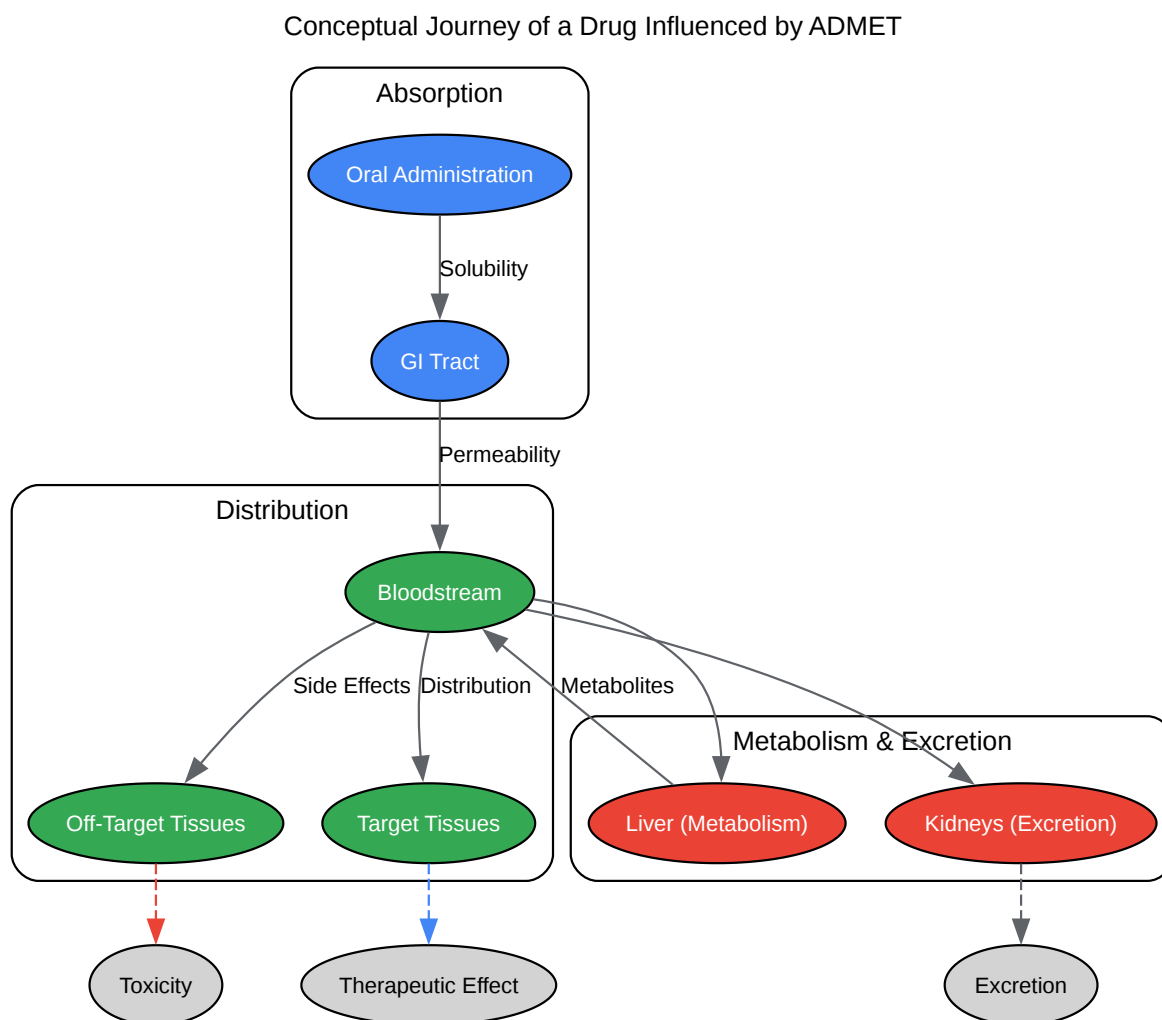 Conceptual Journey of a Drug Influenced by ADMET
Absorption
Oral Administration
Solubility
GI Tract
Permeability
Distribution
Bloodstream
Side Effects
Distribution
Metabolites
Metabolism & Excretion
Off-Target Tissues
Target Tissues
Liver (Metabolism)
Kidneys (Excretion)
Toxicity
Therapeutic Effect
Excretion